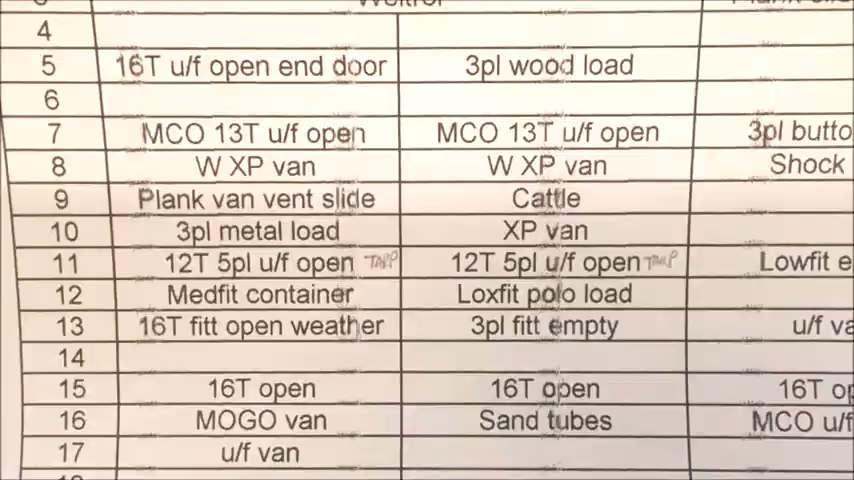 4
5 16T u/f open end door 3pl wood load
6
7 MCO 13T u/f open MCO 13T u/f open 3pl butto
8 W XP van W XP van Shock
9 Plank van vent slide Cattle
10 3pl metal load XP van
11 12T 5pl u/f open TARP 12T 5pl u/f open TARP Lowfit e
12 Medfit container Loxfit polo load
13 16T fitt open weather 3pl fitt empty u/f va
14
15 16T open 16T open 16T op
16 MOGO van Sand tubes MCO u/f
17 u/f van